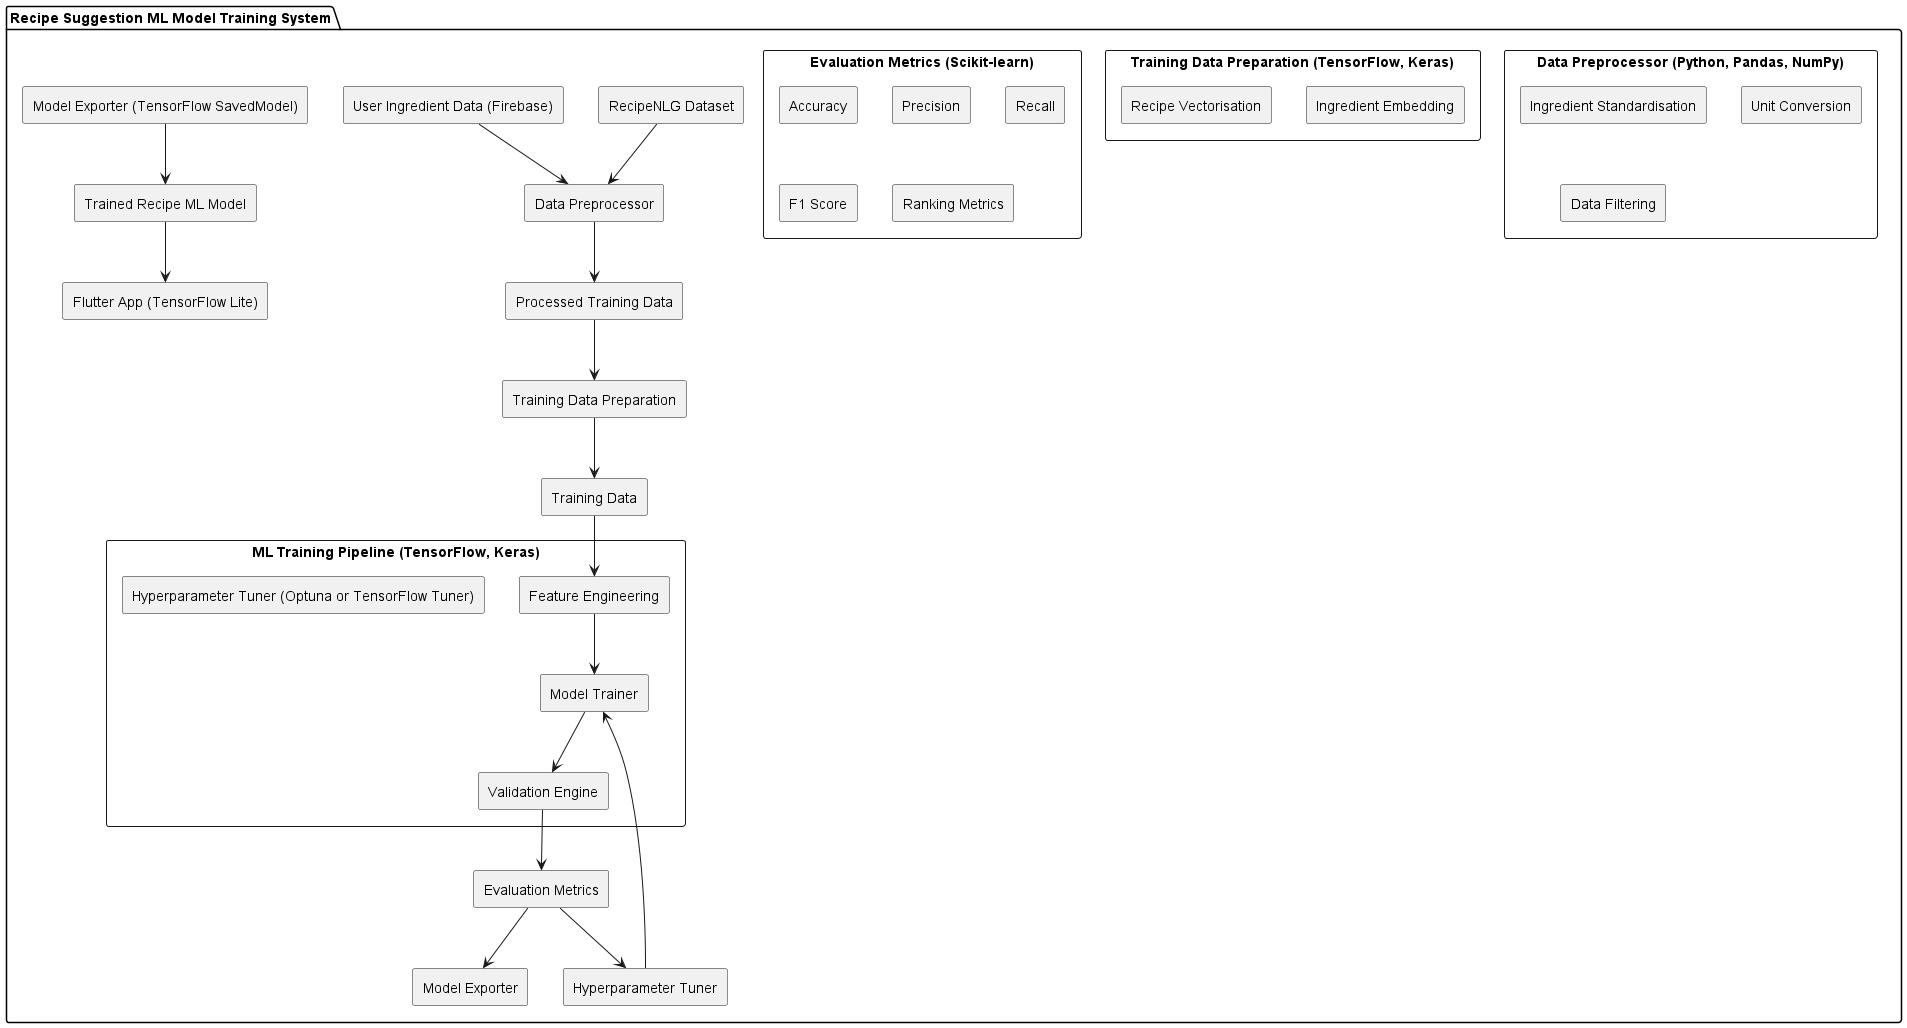 Recipe Suggestion ML Model Training System
Evaluation Metrics (Scikit-learn)
Training Data Preparation (TensorFlow, Keras)
Data Preprocessor (Python, Pandas, NumPy)
Model Exporter (TensorFlow SavedModel)
User Ingredient Data (Firebase)
RecipeNLG Dataset
Accuracy
Precision
Recall
Recipe Vectorisation
Ingredient Embedding
Ingredient Standardisation
Unit Conversion
Trained Recipe ML Model
Data Preprocessor
F1 Score
Ranking Metrics
Data Filtering
Flutter App (TensorFlow Lite)
Processed Training Data
Training Data Preparation
Training Data
ML Training Pipeline (TensorFlow, Keras)
Hyperparameter Tuner (Optuna or TensorFlow Tuner)
Feature Engineering
Model Trainer
Validation Engine
Evaluation Metrics
Model Exporter
Hyperparameter Tuner